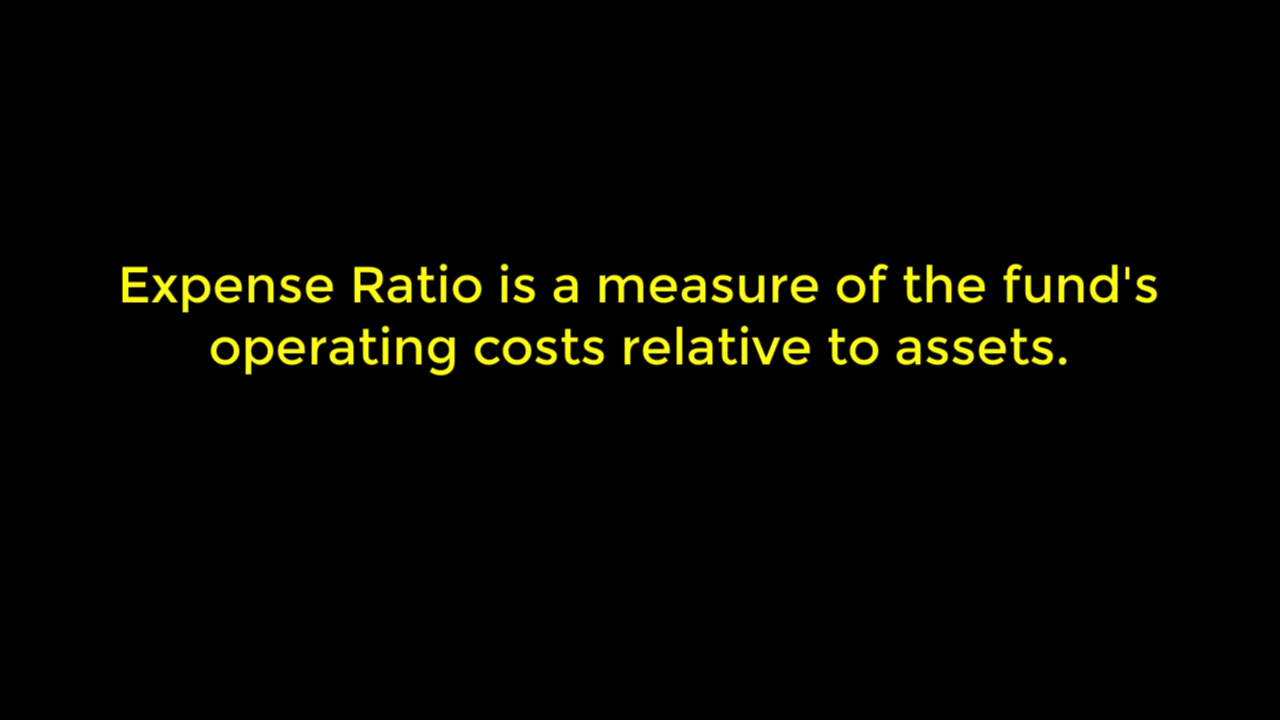 Expense Ratio is a measure of the fund's
operating costs relative to assets.